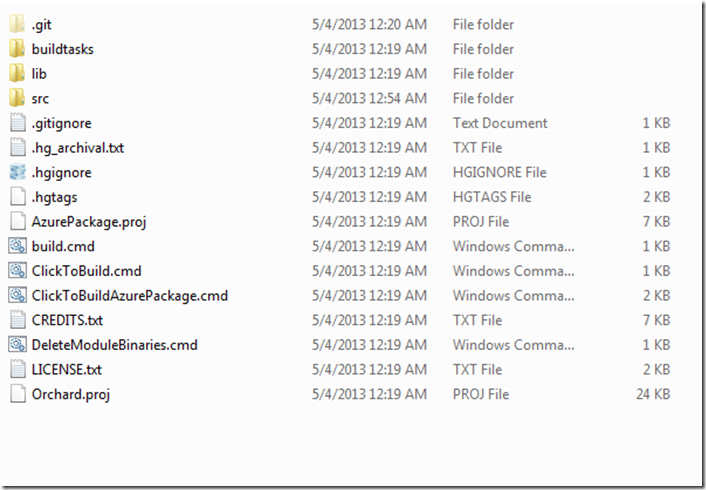 .git 5/4/2013 12:20 AM File folder
buildtasks 5/4/2013 12:19 AM File folder
lib 5/4/2013 12:19 AM File folder
src 5/4/2013 12:54 AM File folder
.gitignore 5/4/2013 12:19 AM Text Document 1 KB
.hg_archival.txt 5/4/2013 12:19 AM TXT File 1 KB
.hgignore 5/4/2013 12:19 AM HGIGNORE File 1 KB
.hgtags 5/4/2013 12:19 AM HGTAGS File 2 KB
AzurePackage.proj 5/4/2013 12:19 AM PROJ File 7 KB
build.cmd 5/4/2013 12:19 AM Windows Comma... 1 KB
ClickToBuild.cmd 5/4/2013 12:19 AM Windows Comma... 1 KB
ClickToBuildAzurePackage.cmd 5/4/2013 12:19 AM Windows Comma... 2 KB
CREDITS.txt 5/4/2013 12:19 AM TXT File 7 KB
DeleteModuleBinaries.cmd 5/4/2013 12:19 AM Windows Comma... 1 KB
LICENSE.txt 5/4/2013 12:19 AM TXT File 2 KB
Orchard.proj 5/4/2013 12:19 AM PROJ File 24 KB